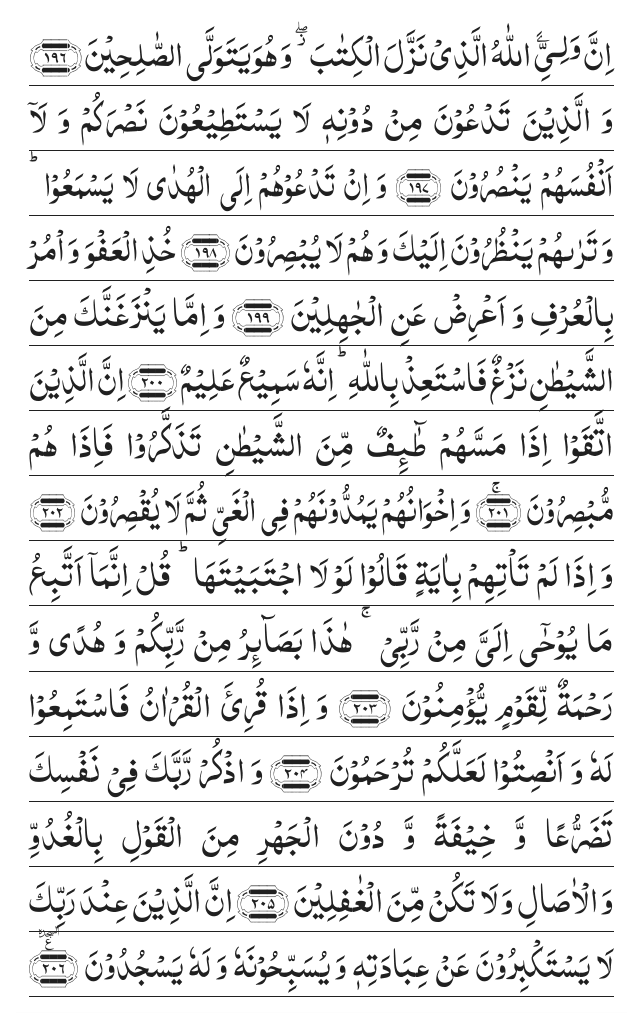 اِنَّ وَلِیِّۦَ اللّٰهُ الَّذِیْ نَزَّلَ الْكِتٰبَ ۖؗ وَ هُوَ یَتَوَلَّی الصّٰلِحِیْنَ ﴿۱۹۶﴾
وَ الَّذِیْنَ تَدْعُوْنَ مِنْ دُوْنِهٖ لَا یَسْتَطِیْعُوْنَ نَصْرَكُمْ وَ لَاۤ
اَنْفُسَهُمْ یَنْصُرُوْنَ ﴿۱۹۷﴾ وَ اِنْ تَدْعُوْهُمْ اِلَی الْهُدٰی لَا یَسْمَعُوْا ؕ
وَ تَرٰىهُمْ یَنْظُرُوْنَ اِلَیْكَ وَ هُمْ لَا یُبْصِرُوْنَ ﴿۱۹۸﴾ خُذِ الْعَفْوَ وَ اْمُرْ
بِالْعُرْفِ وَ اَعْرِضْ عَنِ الْجٰهِلِیْنَ ﴿۱۹۹﴾ وَ اِمَّا یَنْزَغَنَّكَ مِنَ
الشَّیْطٰنِ نَزْغٌ فَاسْتَعِذْ بِاللّٰهِ ؕ اِنَّهٗ سَمِیْعٌ عَلِیْمٌ ﴿۲۰۰﴾ اِنَّ الَّذِیْنَ
اتَّقَوْا اِذَا مَسَّهُمْ طٰٓىِٕفٌ مِّنَ الشَّیْطٰنِ تَذَكَّرُوْا فَاِذَا هُمْ
مُّبْصِرُوْنَ ۚ﴿۲۰۱﴾ وَ اِخْوَانُهُمْ یَمُدُّوْنَهُمْ فِی الْغَیِّ ثُمَّ لَا یُقْصِرُوْنَ ﴿۲۰۲﴾
وَ اِذَا لَمْ تَاْتِهِمْ بِاٰیَةٍ قَالُوْا لَوْ لَا اجْتَبَیْتَهَا ؕ قُلْ اِنَّمَاۤ اَتَّبِعُ
مَا یُوْحٰۤی اِلَیَّ مِنْ رَّبِّیْ ۚ هٰذَا بَصَآىِٕرُ مِنْ رَّبِّكُمْ وَ هُدًی وَّ
رَحْمَةٌ لِّقَوْمٍ یُّؤْمِنُوْنَ ﴿۲۰۳﴾ وَ اِذَا قُرِئَ الْقُرْاٰنُ فَاسْتَمِعُوْا
لَهٗ وَ اَنْصِتُوْا لَعَلَّكُمْ تُرْحَمُوْنَ ﴿۲۰۴﴾ وَ اذْكُرْ رَّبَّكَ فِیْ نَفْسِكَ
تَضَرُّعًا وَّ خِیْفَةً وَّ دُوْنَ الْجَهْرِ مِنَ الْقَوْلِ بِالْغُدُوِّ
وَ الْاٰصَالِ وَ لَا تَكُنْ مِّنَ الْغٰفِلِیْنَ ﴿۲۰۵﴾ اِنَّ الَّذِیْنَ عِنْدَ رَبِّكَ
لَا یَسْتَكْبِرُوْنَ عَنْ عِبَادَتِهٖ وَ یُسَبِّحُوْنَهٗ وَ لَهٗ یَسْجُدُوْنَ ﴿۲۰۶﴾